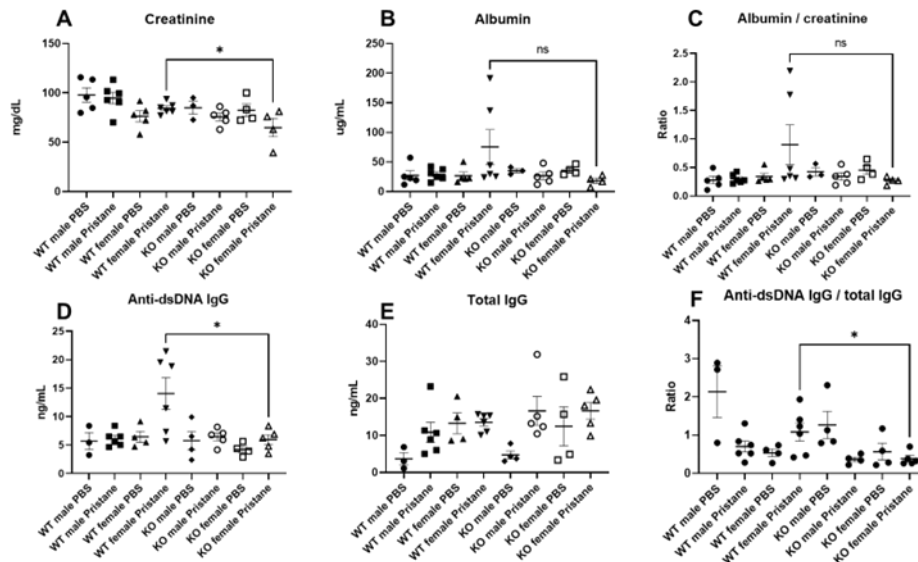 A
Creatinine
*
150
100
50
0
mg/dL
WT male PBS
WT male Pristane
WT female PBS
WT female Pristane
KO male PBS
KO male Pristane
KO female PBS
KO female Pristane
B
Albumin
ns
250
200
150
100
50
0
ug/mL
WT male PBS
WT male Pristane
WT female PBS
WT female Pristane
KO male PBS
KO male Pristane
KO female PBS
KO female Pristane
C
Albumin / creatinine
ns
2.5
2.0
1.5
1.0
0.5
0.0
Ratio
WT male PBS
WT male Pristane
WT female PBS
WT female Pristane
KO male PBS
KO male Pristane
KO female PBS
KO female Pristane
D
Anti-dsDNA IgG
*
25
20
15
10
5
0
ng/mL
WT male PBS
WT male Pristane
WT female PBS
WT female Pristane
KO male PBS
KO male Pristane
KO female PBS
KO female Pristane
E
Total IgG
40
30
20
10
0
ng/mL
WT male PBS
WT male Pristane
WT female PBS
WT female Pristane
KO male PBS
KO male Pristane
KO female PBS
KO female Pristane
F
Anti-dsDNA IgG / total IgG
*
4
3
2
1
0
Ratio
WT male PBS
WT male Pristane
WT female PBS
WT female Pristane
KO male PBS
KO male Pristane
KO female PBS
KO female Pristane